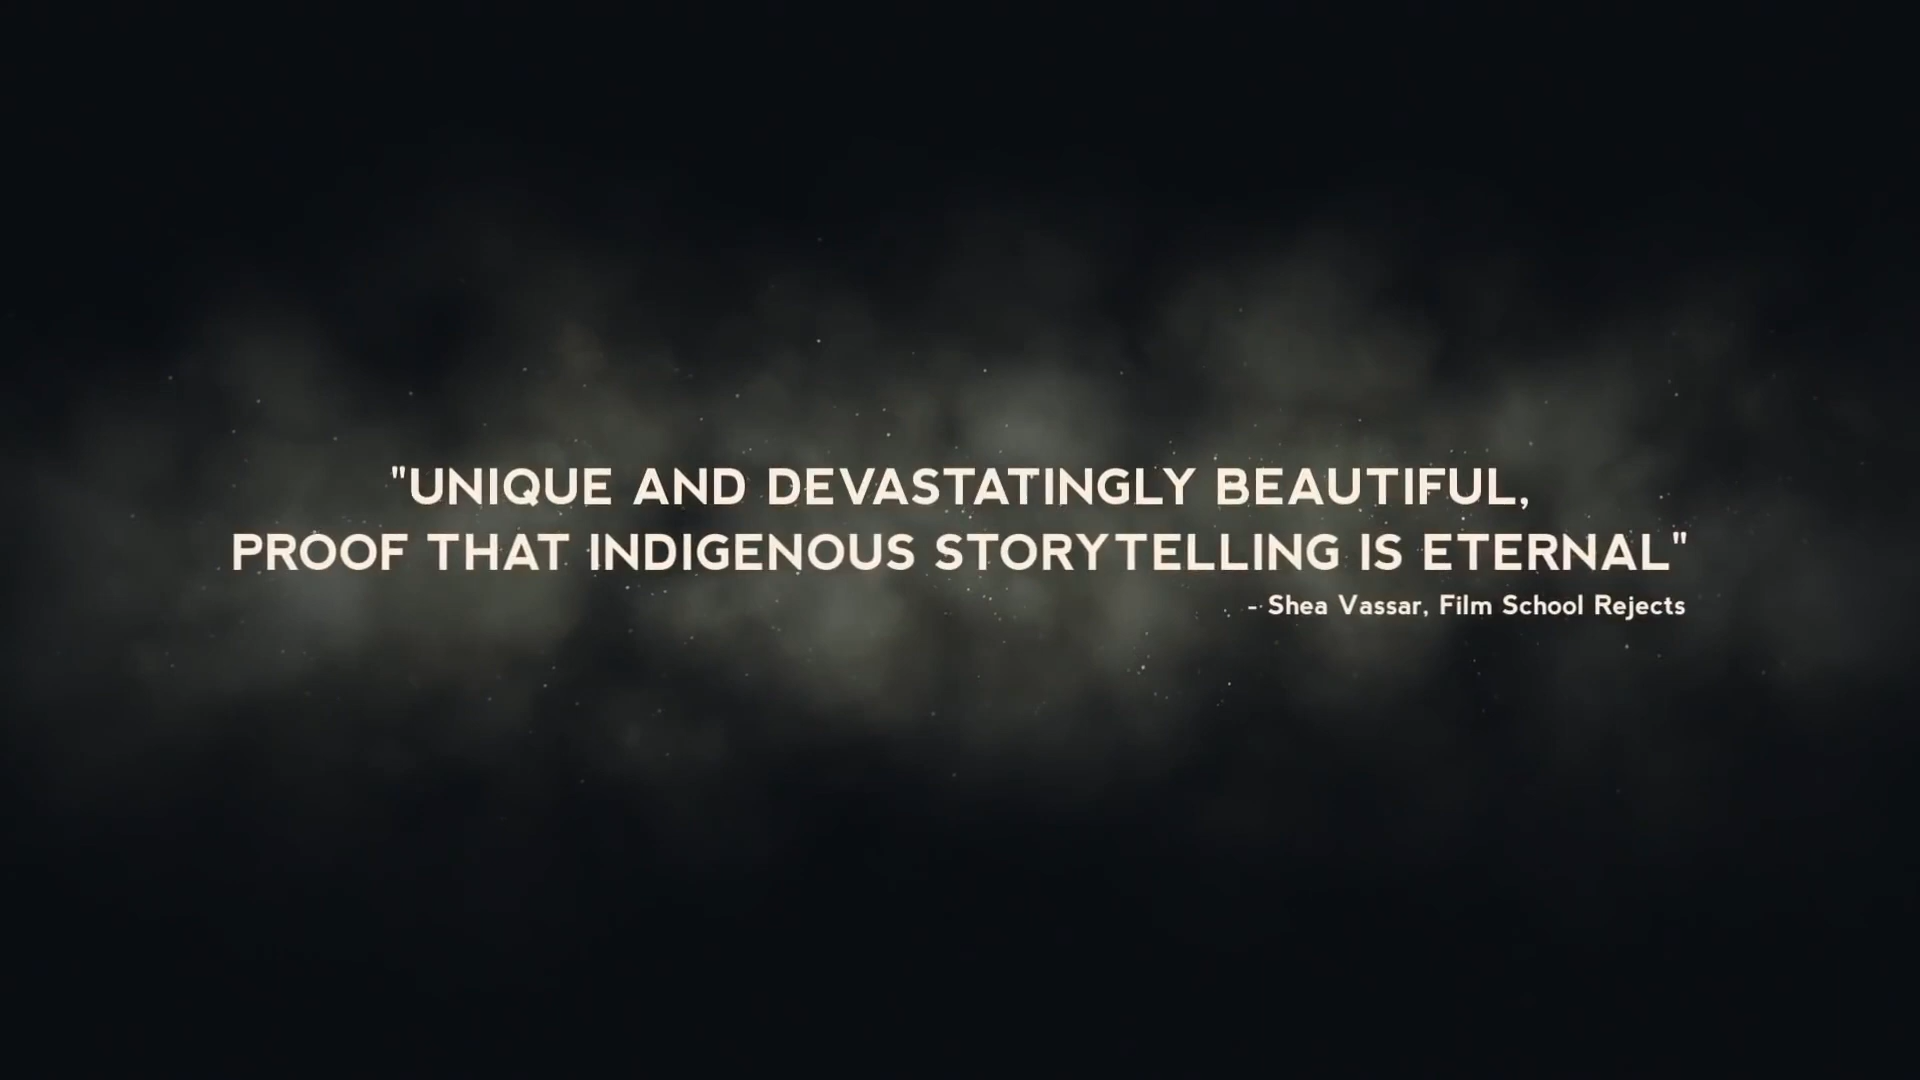 "UNIQUE AND DEVASTATINGLY BEAUTIFUL,
PROOF THAT INDIGENOUS STORYTELLING IS ETERNAL"
- Shea Vassar, Film School Rejects